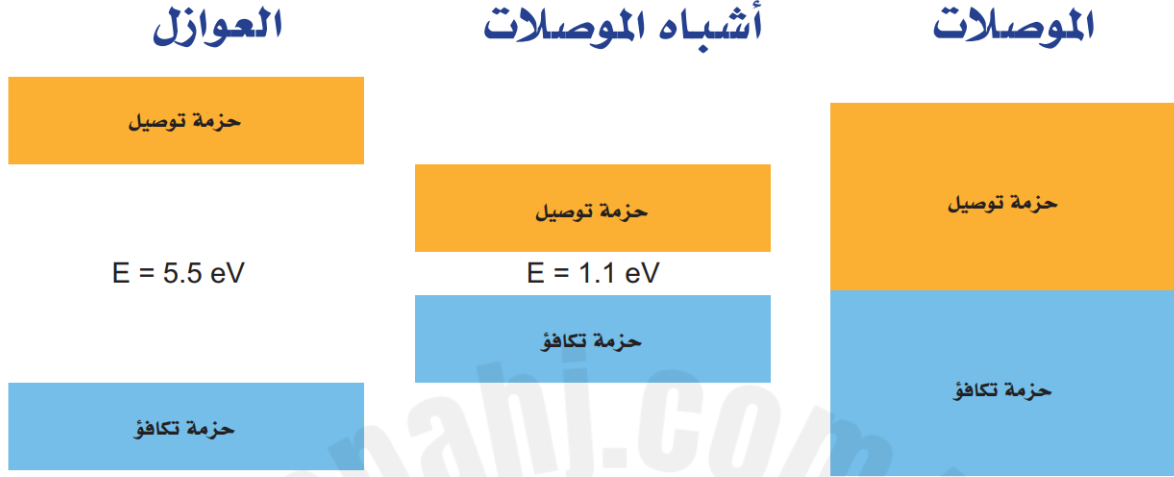 الموصلات
أشباه الموصلات
العوازل
حزمة توصيل
حزمة تكافؤ
حزمة توصيل
E = 1.1 eV
حزمة تكافؤ
حزمة توصيل
E = 5.5 eV
حزمة تكافؤ